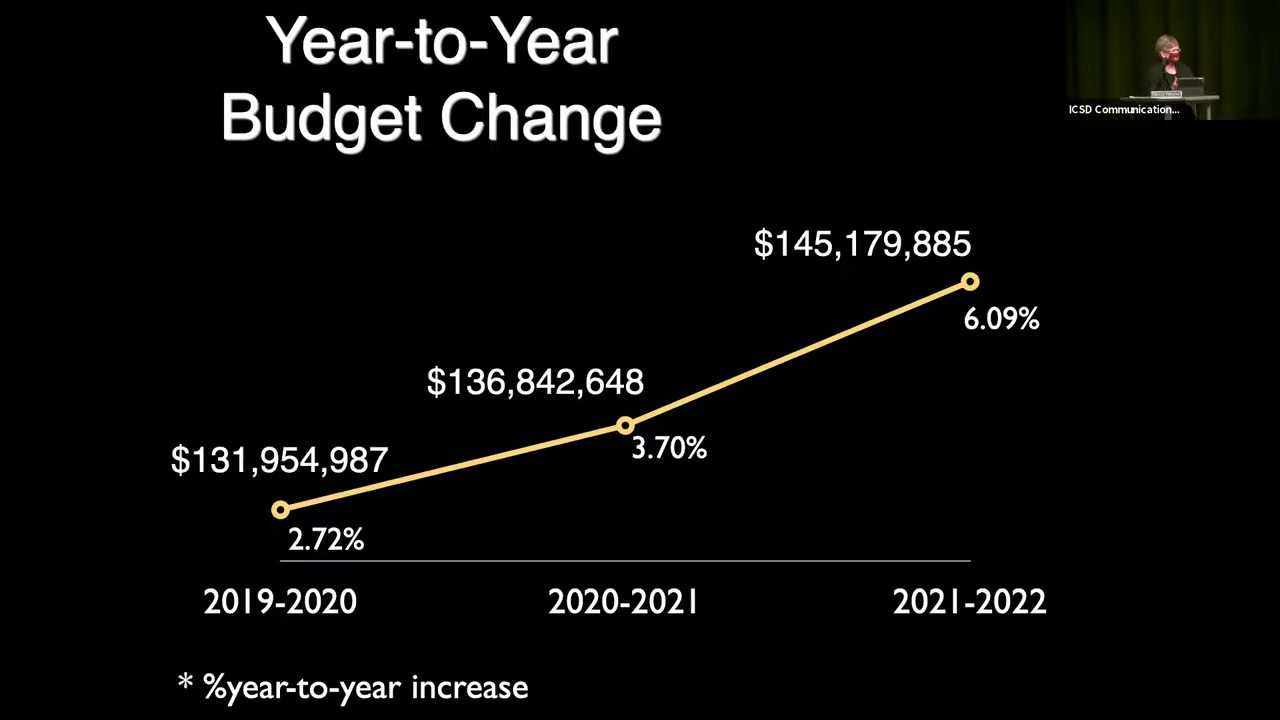 Year-to-Year
Budget Change
ICSD Communication...
$145,179,885
6.09%
$136,842,648
3.70%
$131,954,987
2.72%
2019-2020
2020-2021
2021-2022
* %year-to-year increase